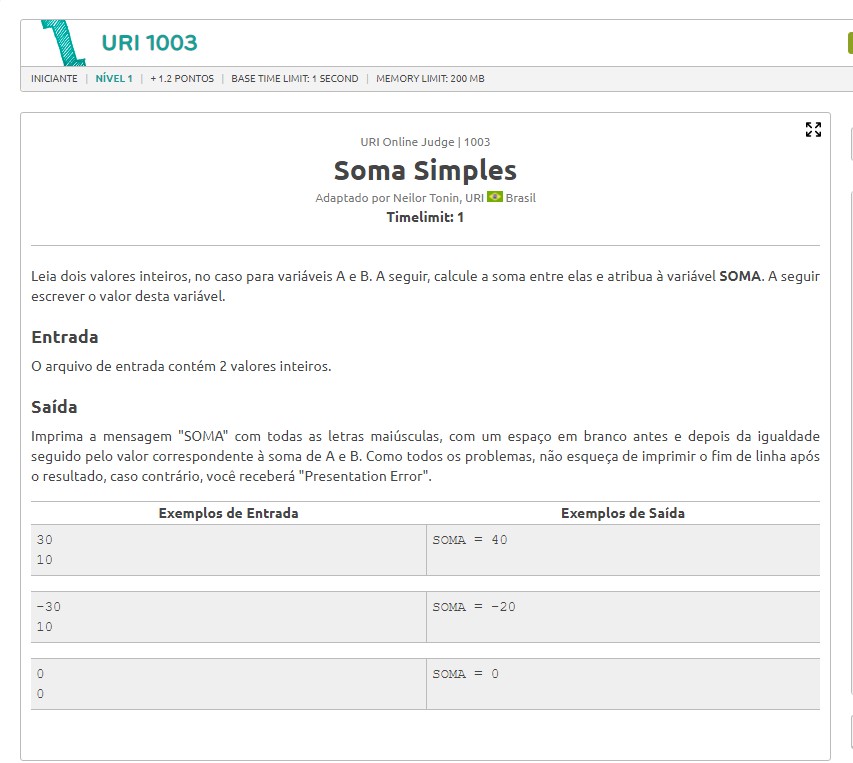 URI 1003
INICIANTE | NÍVEL 1 | + 1.2 PONTOS | BASE TIME LIMIT: 1 SECOND | MEMORY LIMIT: 200 MB
URI Online Judge | 1003
Soma Simples
Adaptado por Neilor Tonin, URI Brasil
Timelimit: 1
Leia dois valores inteiros, no caso para variáveis A e B. A seguir, calcule a soma entre elas e atribua à variável SOMA. A seguir
escrever o valor desta variável.
Entrada
O arquivo de entrada contém 2 valores inteiros.
Saída
Imprima a mensagem "SOMA" com todas as letras maiúsculas, com um espaço em branco antes e depois da igualdade
seguido pelo valor correspondente à soma de A e B. Como todos os problemas, não esqueça de imprimir o fim de linha após
o resultado, caso contrário, você receberá "Presentation Error".
Exemplos de Entrada Exemplos de Saída
30 SOMA = 40
10
-30 SOMA = -20
10
0 SOMA = 0
0